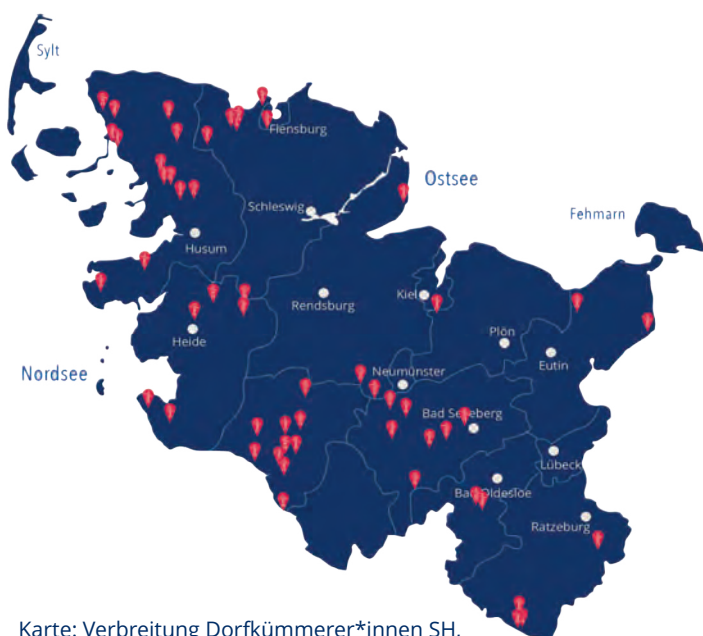 Sylt
Flensburg
Ostsee
Schleswig
Fehmarn
Husum
Rendsburg
Kiel
Plön
Heide
Eutin
Nordsee
Neumünster
Bad Segeberg
Lübeck
Bad Oldesloe
Ratzeburg
Karte: Verbreitung Dorfkümmerer*innen SH.